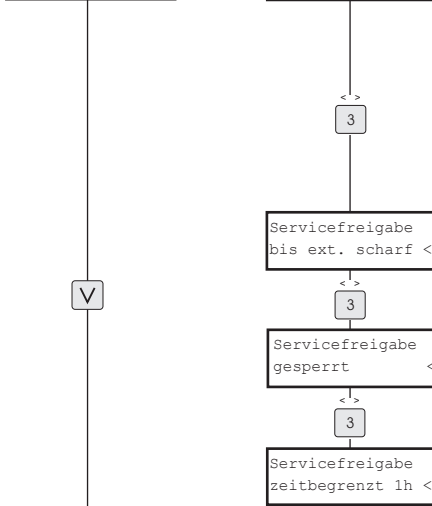 < >
3
Servicefreigabe
bis ext. scharf <
V
< >
3
Servicefreigabe
gesperrt <
< >
3
Servicefreigabe
zeitbegrenzt 1h <